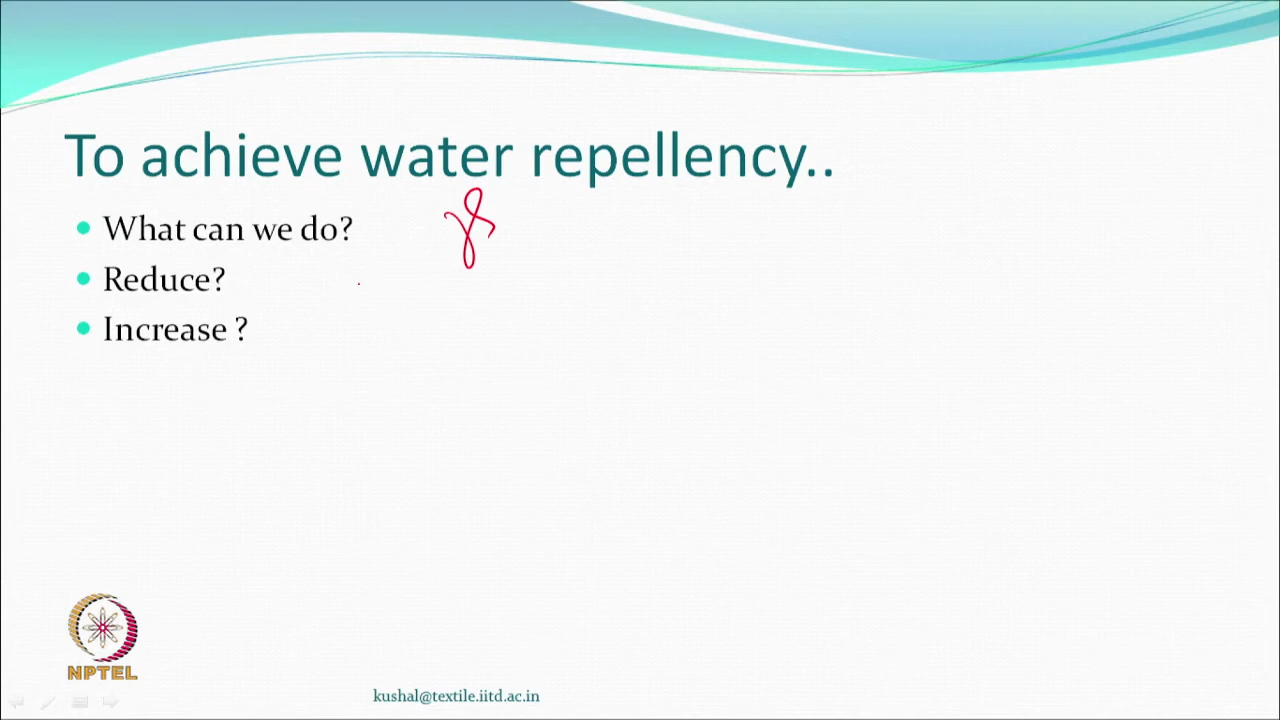 To achieve water repellency..
What can we do?
Reduce?
Increase ?
NPTEL
kushal@textile.iitd.ac.in